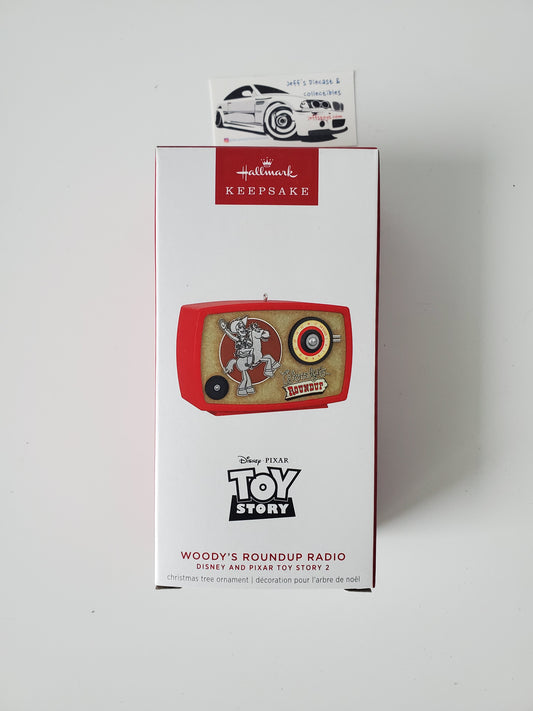 Jeff's Diecast &
collectibles
Hallmark
KEEPSAKE
Woody's
ROUNDUP
Disney · PIXAR
TOY
STORY
WOODY'S ROUNDUP RADIO
DISNEY AND PIXAR TOY STORY 2
christmas tree ornament | décoration pour l'arbre de noël